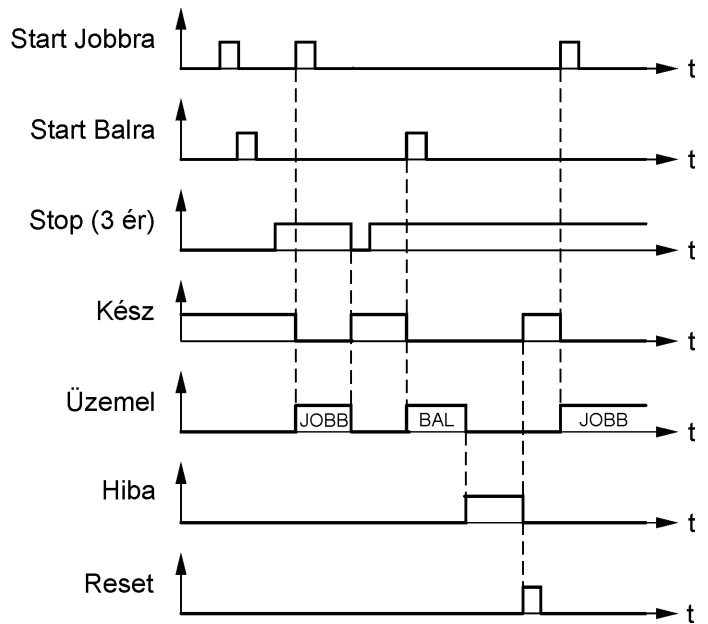 Start Jobbra
t
Start Balra
t
Stop (3 ér)
t
Kész
t
Üzemel
JOBB
BAL
JOBB
t
Hiba
t
Reset
t